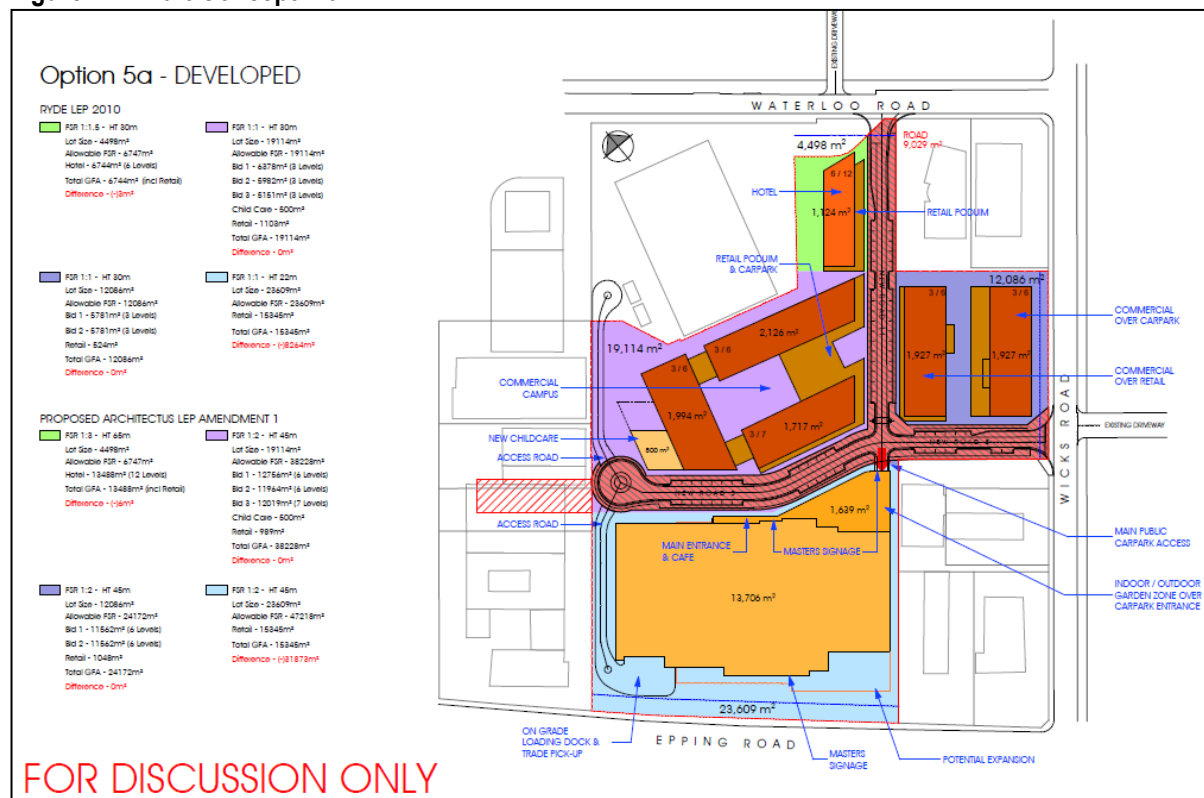 Option 5a - DEVELOPED
RYDE LEP 2010
FSR 1:1.5 - HT 30m
Lot Size - 4498m²
Allowable FSR - 6747m²
Hotel - 6744m² (6 Levels)
Total GFA - 6744m² (incl Retail)
Difference - (-)3m²
FSR 1:1 - HT 30m
Lot Size - 19114m²
Allowable FSR - 19114m²
Bld 1 - 6378m² (3 Levels)
Bld 2 - 5982m² (3 Levels)
Bld 3 - 5151m² (3 Levels)
Child Care - 500m²
Retail - 1103m²
Total GFA - 19114m²
Difference - 0m²
FSR 1:1 - HT 30m
Lot Size - 12086m²
Allowable FSR - 12086m²
Bld 1 - 5781m² (3 Levels)
Bld 2 - 5781m² (3 Levels)
Retail - 524m²
Total GFA - 12086m²
Difference - 0m²
FSR 1:1 - HT 22m
Lot Size - 23609m²
Allowable FSR - 23609m²
Retail - 15345m²
Total GFA - 15345m²
Difference - (-)8264m²
PROPOSED ARCHITECTUS LEP AMENDMENT 1
FSR 1:3 - HT 65m
Lot Size - 4498m²
Allowable FSR - 6747m²
Hotel - 13488m² (12 Levels)
Total GFA - 13488m² (incl Retail)
Difference - (-)6m²
FSR 1:2 - HT 45m
Lot Size - 19114m²
Allowable FSR - 38228m²
Bld 1 - 12756m² (6 Levels)
Bld 2 - 11964m² (6 Levels)
Bld 3 - 12019m² (7 Levels)
Child Care - 500m²
Retail - 989m²
Total GFA - 38228m²
Difference - 0m²
FSR 1:2 - HT 45m
Lot Size - 12086m²
Allowable FSR - 24172m²
Bld 1 - 11562m² (6 Levels)
Bld 2 - 11562m² (6 Levels)
Retail - 1048m²
Total GFA - 24172m²
Difference - 0m²
FSR 1:2 - HT 45m
Lot Size - 23609m²
Allowable FSR - 47218m²
Retail - 15345m²
Total GFA - 15345m²
Difference - (-)31873m²
FOR DISCUSSION ONLY
EXISTING DRIVEWAY
WATERLOO ROAD
ROAD
9,029 m²
4,498 m²
6 / 12
HOTEL
1,124 m²
RETAIL PODUIM
RETAIL PODUIM
& CARPARK
12,086 m²
3 / 6
3 / 6
COMMERCIAL
OVER CARPARK
2,126 m²
19,114 m²
3 / 6
3 / 6
1,927 m²
1,927 m²
COMMERCIAL
OVER RETAIL
COMMERCIAL
CAMPUS
1,994 m²
1,717 m²
3 / 7
NEW CHILDCARE
500 m²
ACCESS ROAD
EXISTING DRIVEWAY
WICKS ROAD
ACCESS ROAD
1,639 m²
MAIN ENTRANCE
& CAFE
MASTERS SIGNAGE
MAIN PUBLIC
CARPARK ACCESS
INDOOR / OUTDOOR
GARDEN ZONE OVER
CARPARK ENTRANCE
13,706 m²
23,609 m²
ON GRADE
LOADING DOCK &
TRADE PICK-UP
EPPING ROAD
MASTERS
SIGNAGE
POTENTIAL EXPANSION